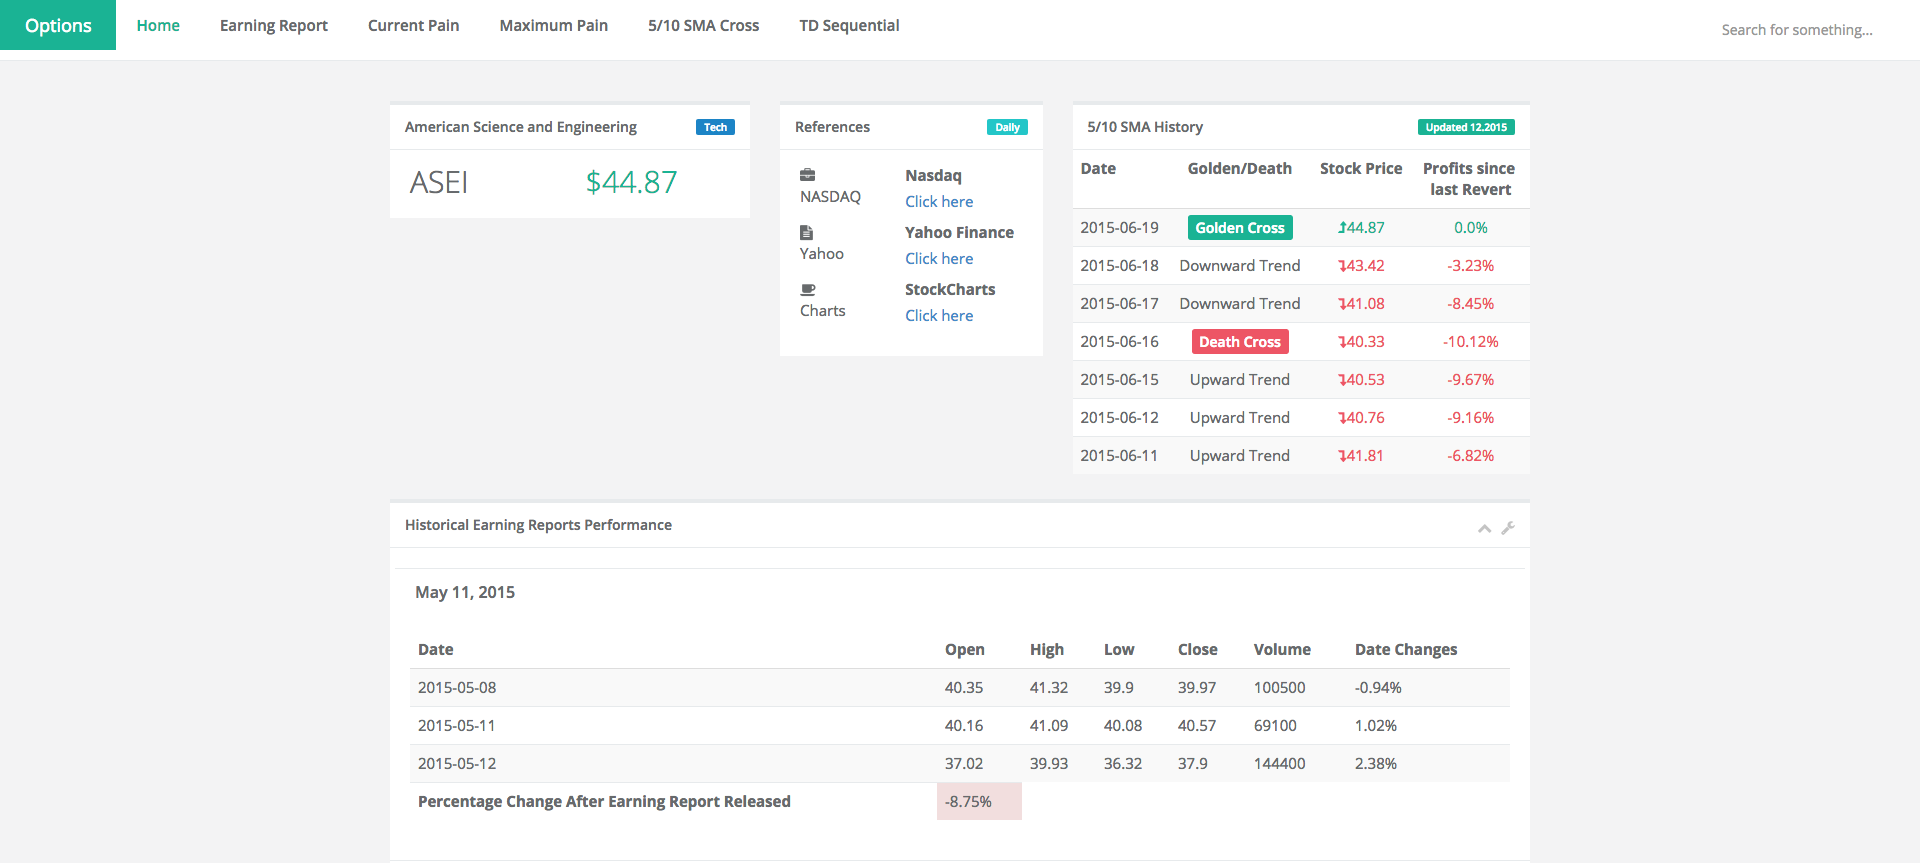 Options Home Earning Report Current Pain Maximum Pain 5/10 SMA Cross TD Sequential Search for something...
American Science and Engineering Tech
ASEI $44.87
References Daily
NASDAQ
Nasdaq
Click here
Yahoo
Yahoo Finance
Click here
Charts
StockCharts
Click here
5/10 SMA History Updated 12.2015
Date Golden/Death Stock Price Profits since
last Revert
2015-06-19 Golden Cross 44.87 0.0%
2015-06-18 Downward Trend 43.42 -3.23%
2015-06-17 Downward Trend 41.08 -8.45%
2015-06-16 Death Cross 40.33 -10.12%
2015-06-15 Upward Trend 40.53 -9.67%
2015-06-12 Upward Trend 40.76 -9.16%
2015-06-11 Upward Trend 41.81 -6.82%
Historical Earning Reports Performance
May 11, 2015
Date Open High Low Close Volume Date Changes
2015-05-08 40.35 41.32 39.9 39.97 100500 -0.94%
2015-05-11 40.16 41.09 40.08 40.57 69100 1.02%
2015-05-12 37.02 39.93 36.32 37.9 144400 2.38%
Percentage Change After Earning Report Released -8.75%